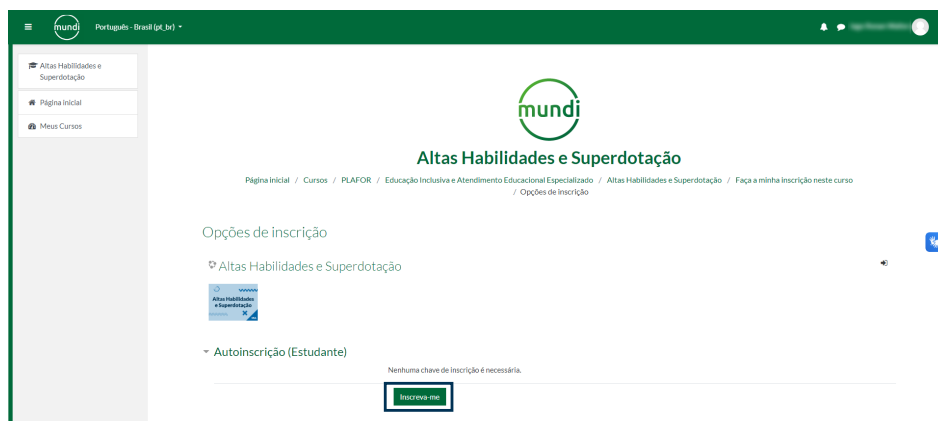 mundi
Português - Brasil (pt_br)
Altas Habilidades e
Superdotação
Página inicial
Meus Cursos
mundi
Altas Habilidades e Superdotação
Página inicial / Cursos / PLAFOR / Educação Inclusiva e Atendimento Educacional Especializado / Altas Habilidades e Superdotação / Faça a minha inscrição neste curso
/ Opções de inscrição
Opções de inscrição
Altas Habilidades e Superdotação
Altas Habilidades
e Superdotação
Autoinscrição (Estudante)
Nenhuma chave de inscrição é necessária.
Inscreva-me